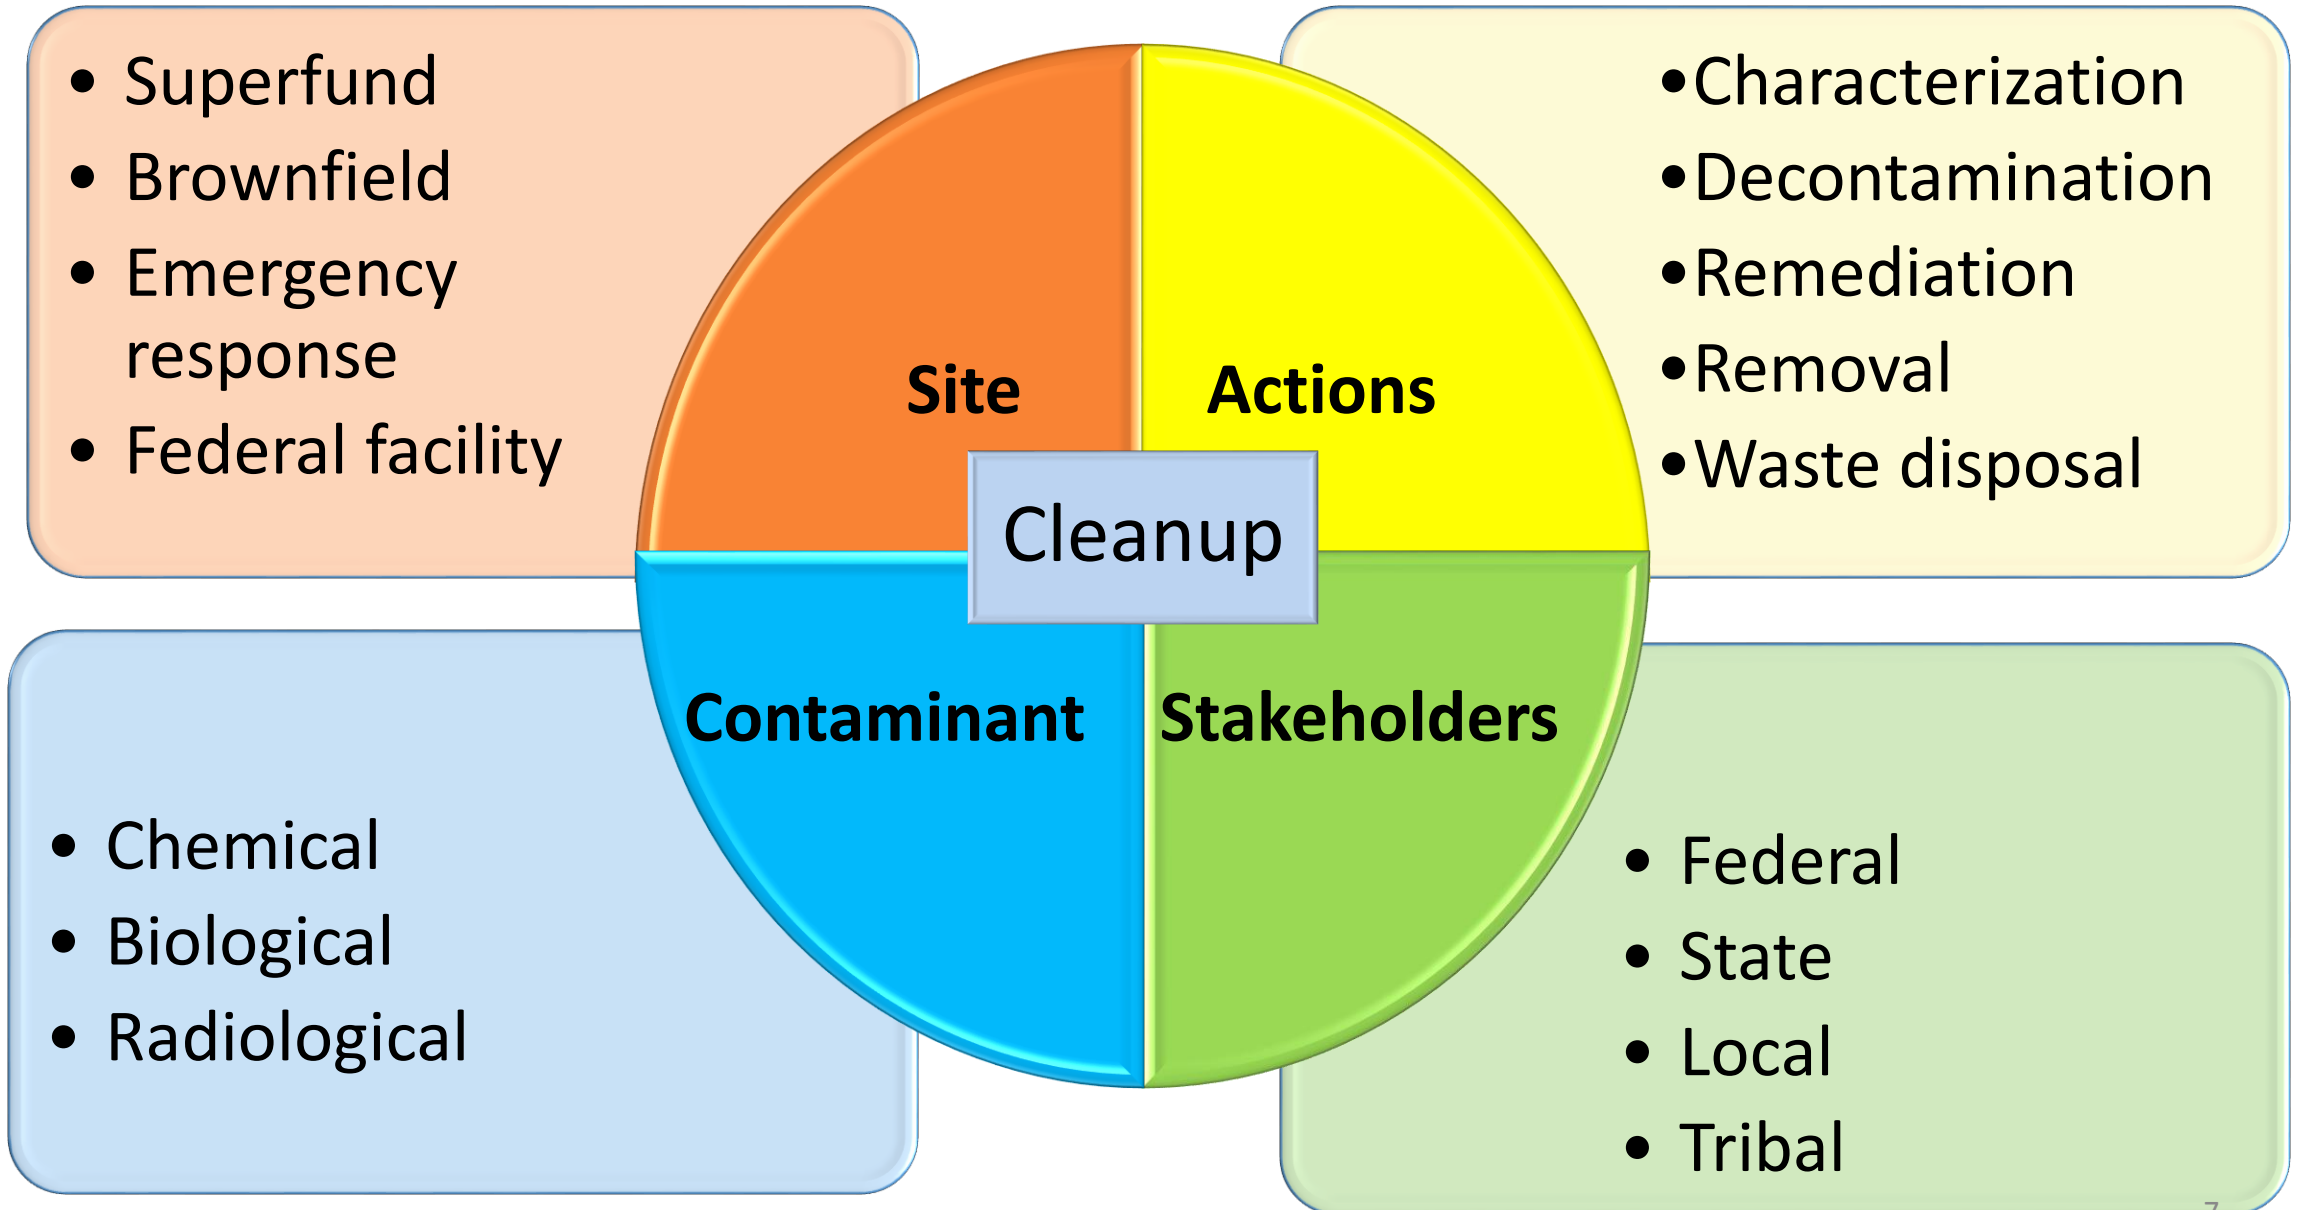 • Superfund
• Brownfield
• Emergency
response
• Federal facility
Site
Actions
•Characterization
•Decontamination
•Remediation
•Removal
•Waste disposal
Cleanup
Contaminant
Stakeholders
• Chemical
• Biological
• Radiological
• Federal
• State
• Local
• Tribal